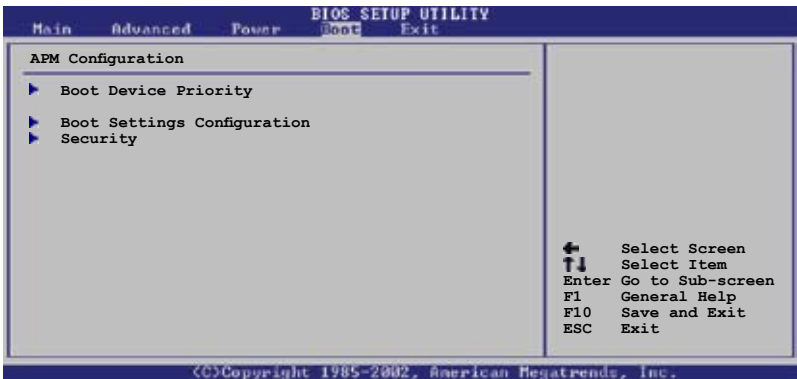 BIOS SETUP UTILITY
Main Advanced Power Boot Exit
APM Configuration
Boot Device Priority
Boot Settings Configuration
Security
Select Screen
Select Item
Enter Go to Sub-screen
F1 General Help
F10 Save and Exit
ESC Exit
(C)Copyright 1985-2002, American Megatrends, Inc.